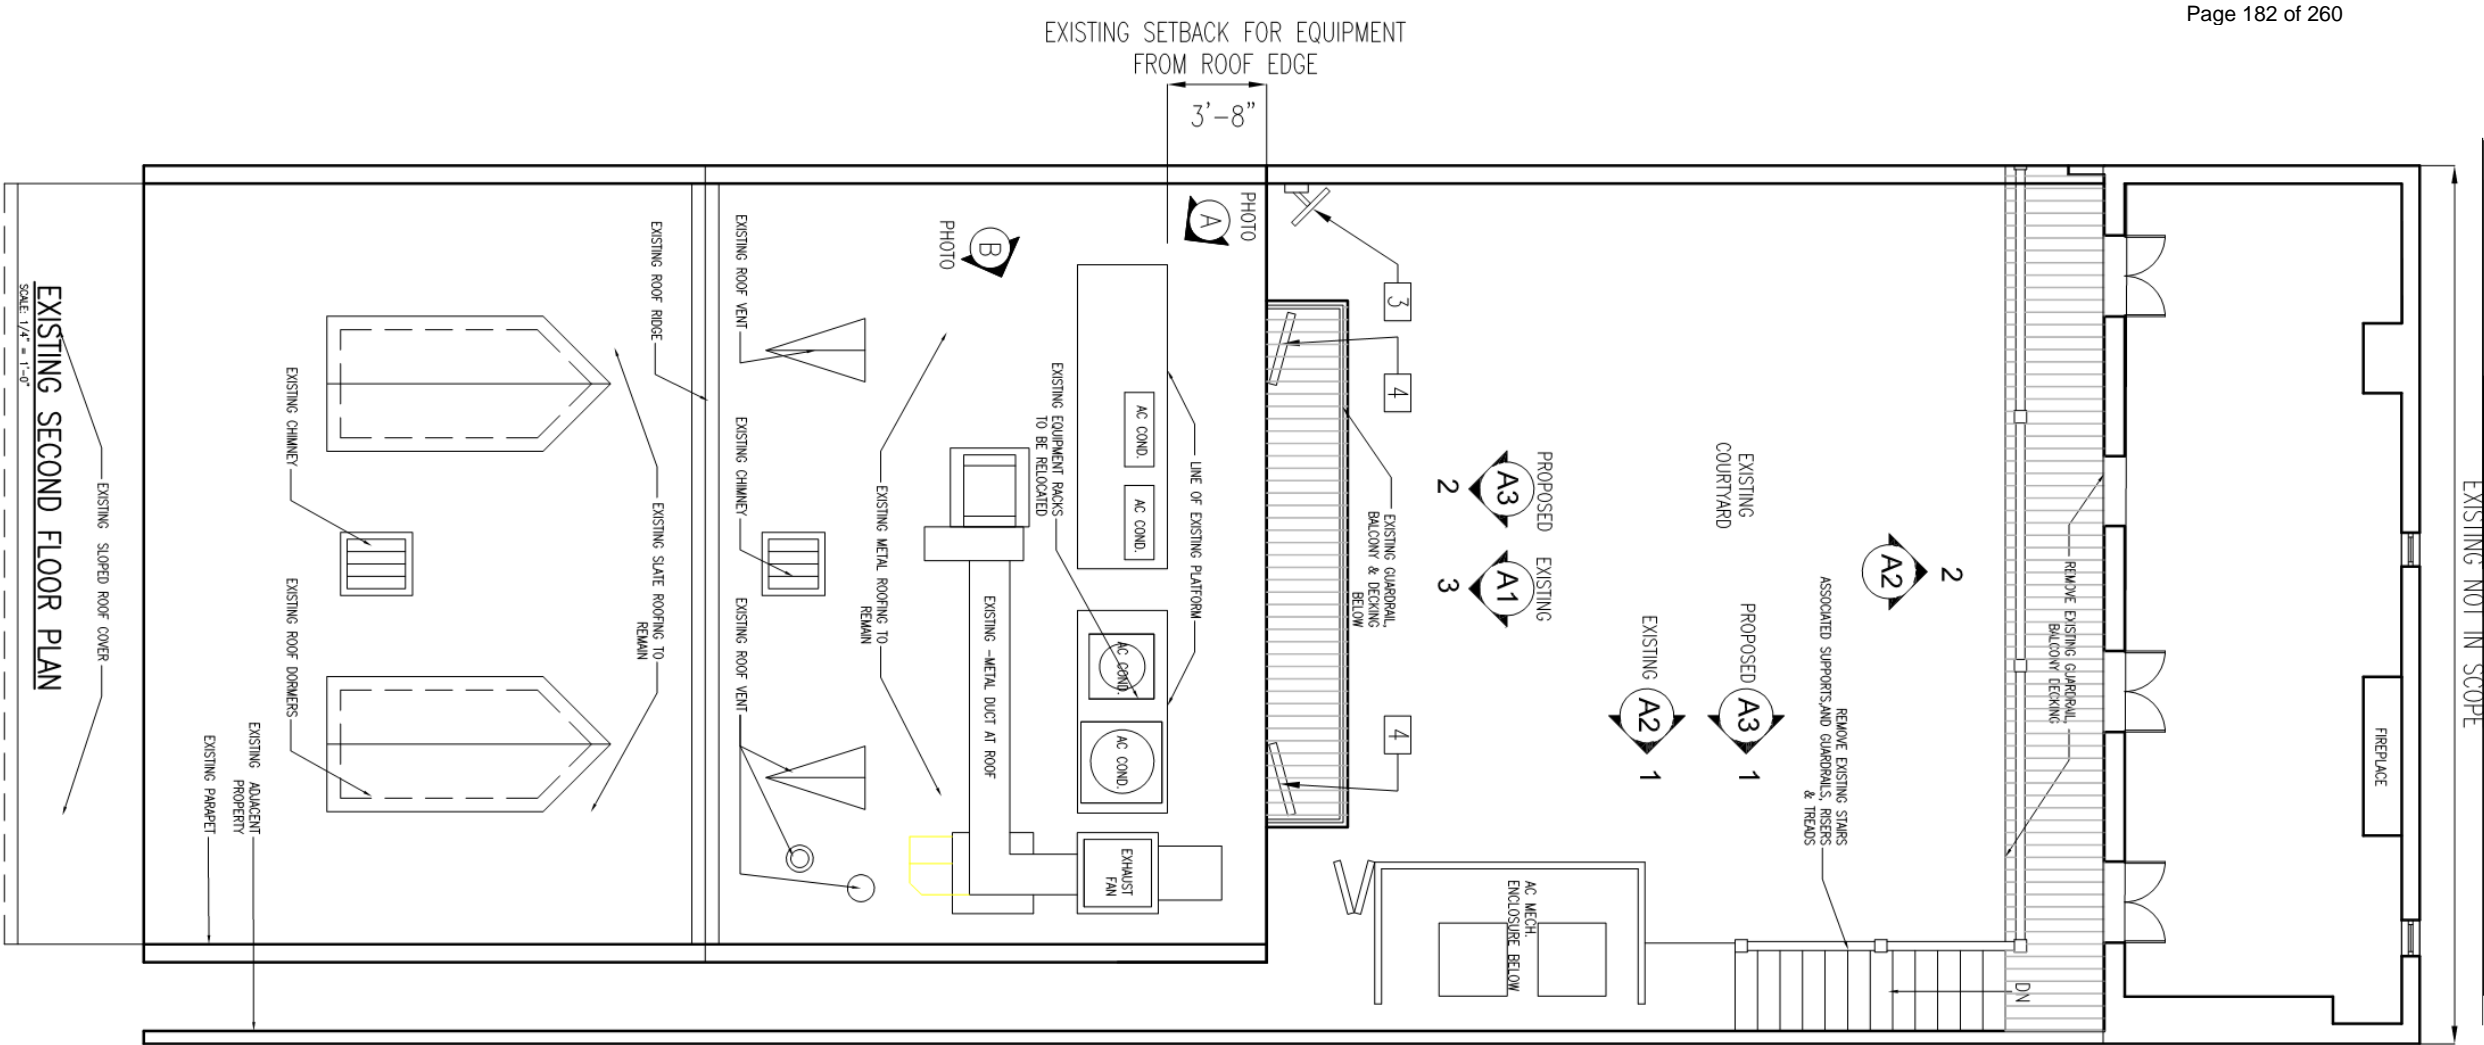 Page 182 of 260
EXISTING SETBACK FOR EQUIPMENT
FROM ROOF EDGE
3'-8"
EXISTING NOT IN SCOPE
FIREPLACE
REMOVE EXISTING GUARDRAIL,
BALCONY DECKING
DN
2
A2
REMOVE EXISTING STAIRS
ASSOCIATED SUPPORTS,AND GUARDRAILS, RISERS
& TREADS
EXISTING
COURTYARD
PROPOSED
A3
1
EXISTING
A2
1
PROPOSED
A3
2
EXISTING
A1
3
AC MECH.
ENCLOSURE BELOW
3
4
4
EXISTING GUARDRAIL,
BALCONY & DECKING
BELOW
PHOTO
A
LINE OF EXISTING PLATFORM
AC COND.
AC COND.
AC COND.
AC COND.
EXHAUST
FAN
EXISTING EQUIPMENT RACKS
TO BE RELOCATED
B
PHOTO
EXISTING -METAL DUCT AT ROOF
EXISTING METAL ROOFING TO
REMAIN
EXISTING ROOF VENT
EXISTING CHIMNEY
EXISTING ROOF VENT
EXISTING ROOF RIDGE
EXISTING SLATE ROOFING TO
REMAIN
EXISTING CHIMNEY
EXISTING ROOF DORMERS
EXISTING ADJACENT
PROPERTY
EXISTING PARAPET
EXISTING SLOPED ROOF COVER
EXISTING SECOND FLOOR PLAN
SCALE: 1/4" = 1'-0"